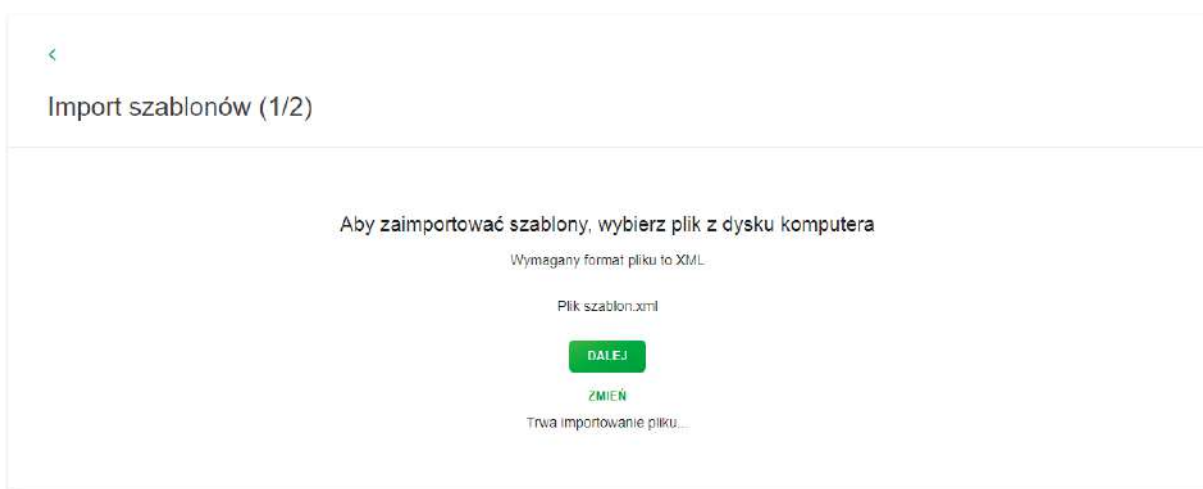 Import szablonów (1/2)
Aby zaimportować szablony, wybierz plik z dysku komputera
Wymagany format pliku to XML
Plik szablon.xml
DALEJ
ZMIEŃ
Trwa importowanie pliku...